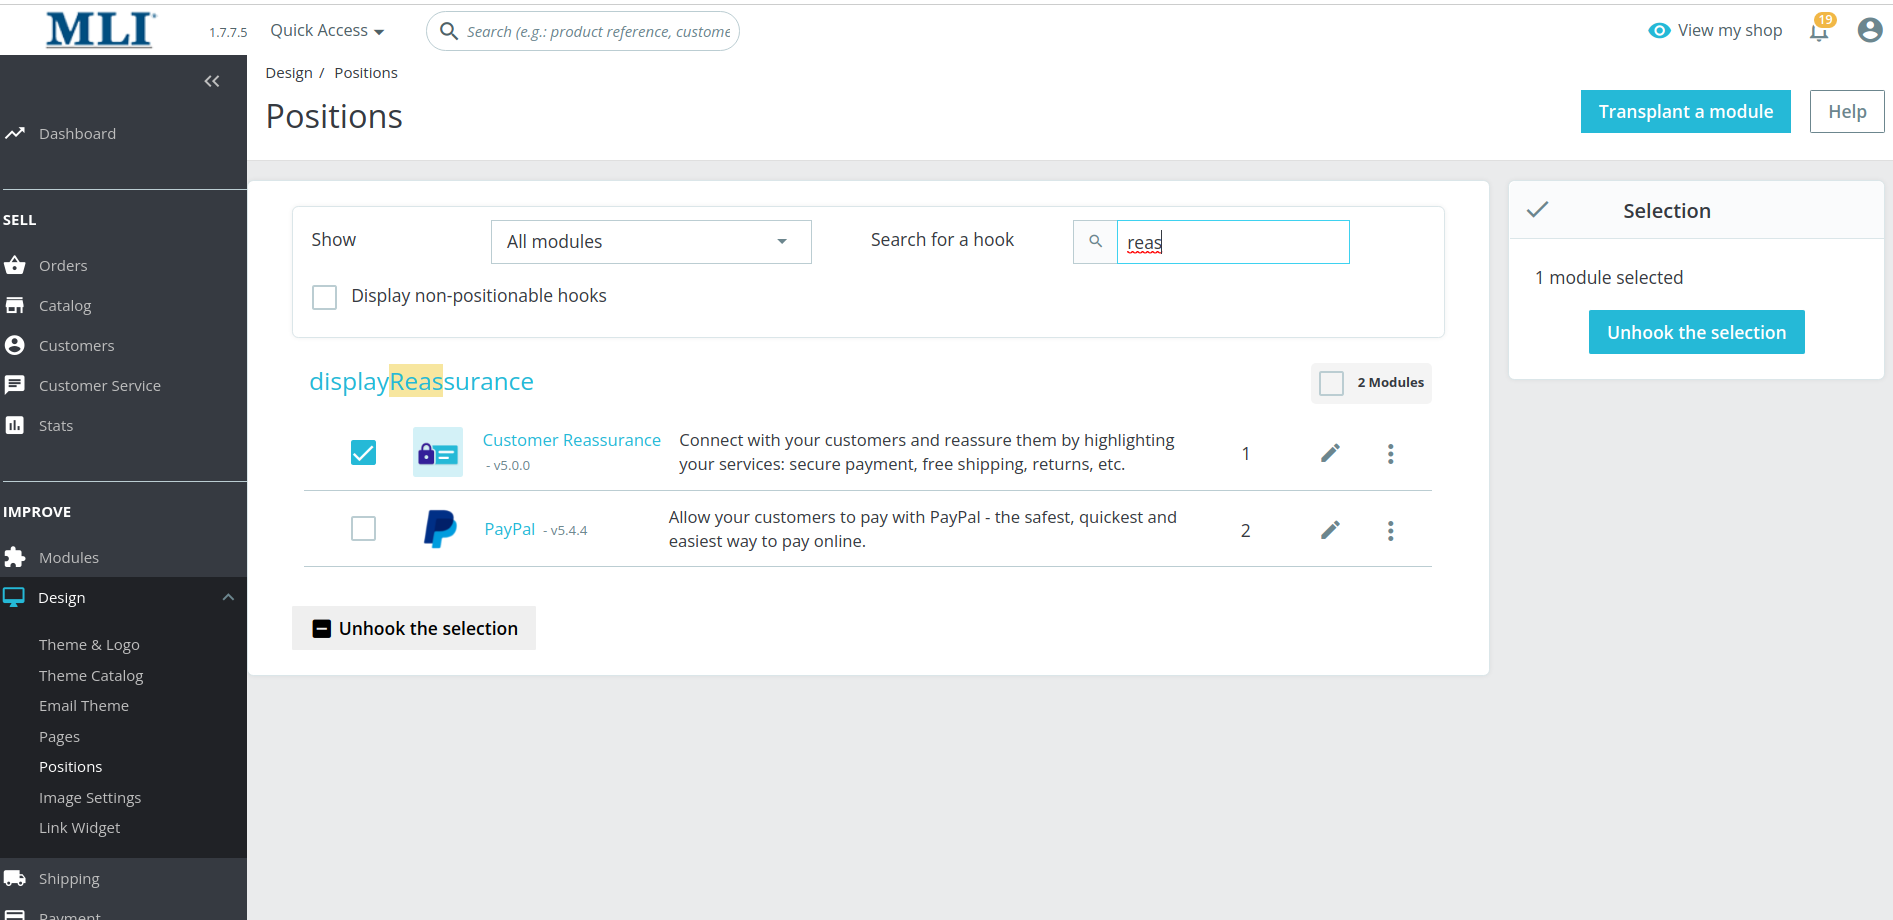 MLI
1.7.7.5
Quick Access
Search (e.g.: product reference, custome
View my shop
19
Design / Positions
Positions
Transplant a module
Help
Dashboard
SELL
Orders
Catalog
Customers
Customer Service
Stats
IMPROVE
Modules
Design
Theme & Logo
Theme Catalog
Email Theme
Pages
Positions
Image Settings
Link Widget
Shipping
Payment
Show
All modules
Search for a hook
reas
Display non-positionable hooks
displayReassurance
2 Modules
Customer Reassurance
- v5.0.0
Connect with your customers and reassure them by highlighting
your services: secure payment, free shipping, returns, etc.
1
PayPal - v5.4.4
Allow your customers to pay with PayPal - the safest, quickest and
easiest way to pay online.
2
Unhook the selection
Selection
1 module selected
Unhook the selection